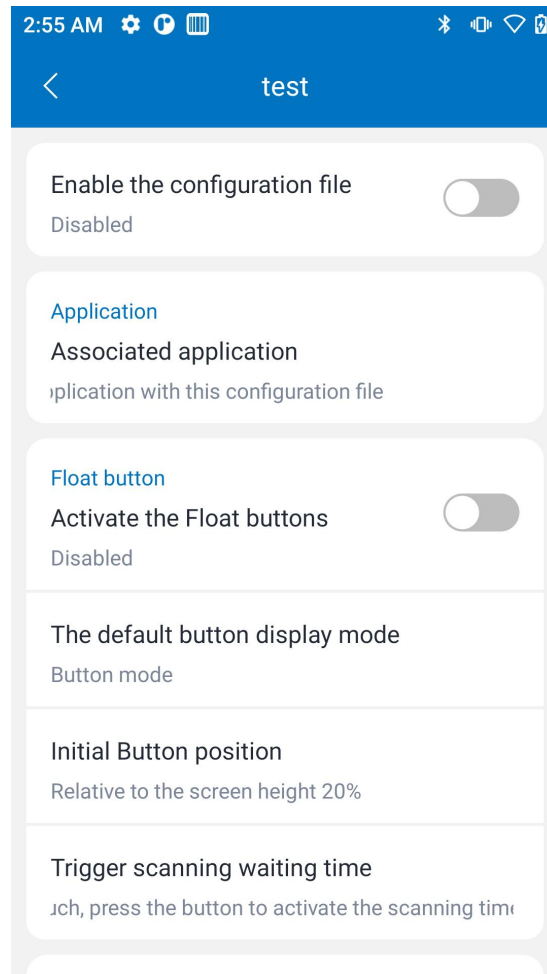 2:55 AM
test
Enable the configuration file
Disabled
Application
Associated application
plication with this configuration file
Float button
Activate the Float buttons
Disabled
The default button display mode
Button mode
Initial Button position
Relative to the screen height 20%
Trigger scanning waiting time
press the button to activate the scanning